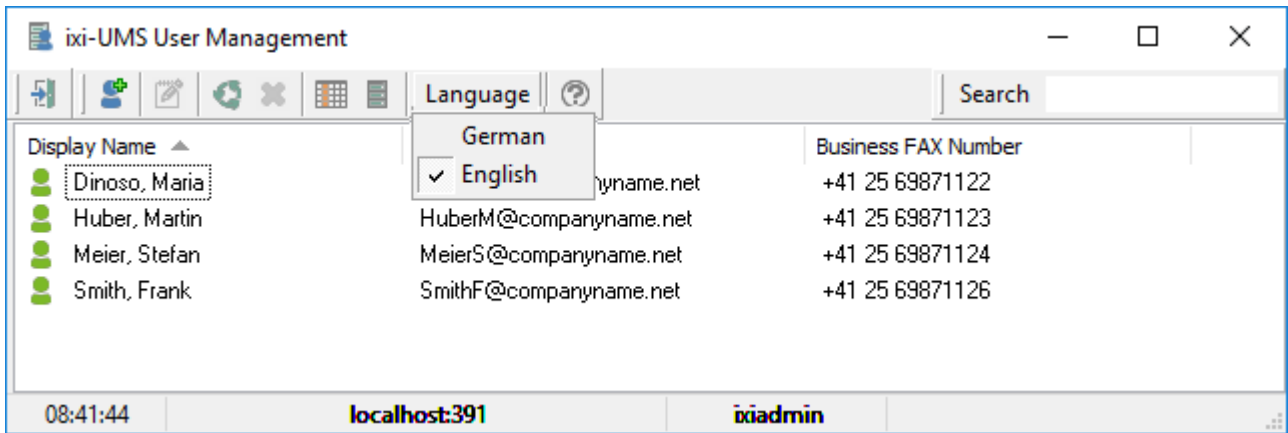 ixi-UMS User Management
Language Search
German
English
Display Name Business FAX Number
Dinoso, Maria nyname.net +41 25 69871122
Huber, Martin HuberM@companyname.net +41 25 69871123
Meier, Stefan MeierS@companyname.net +41 25 69871124
Smith, Frank SmithF@companyname.net +41 25 69871126
08:41:44 localhost:391 ixiadmin